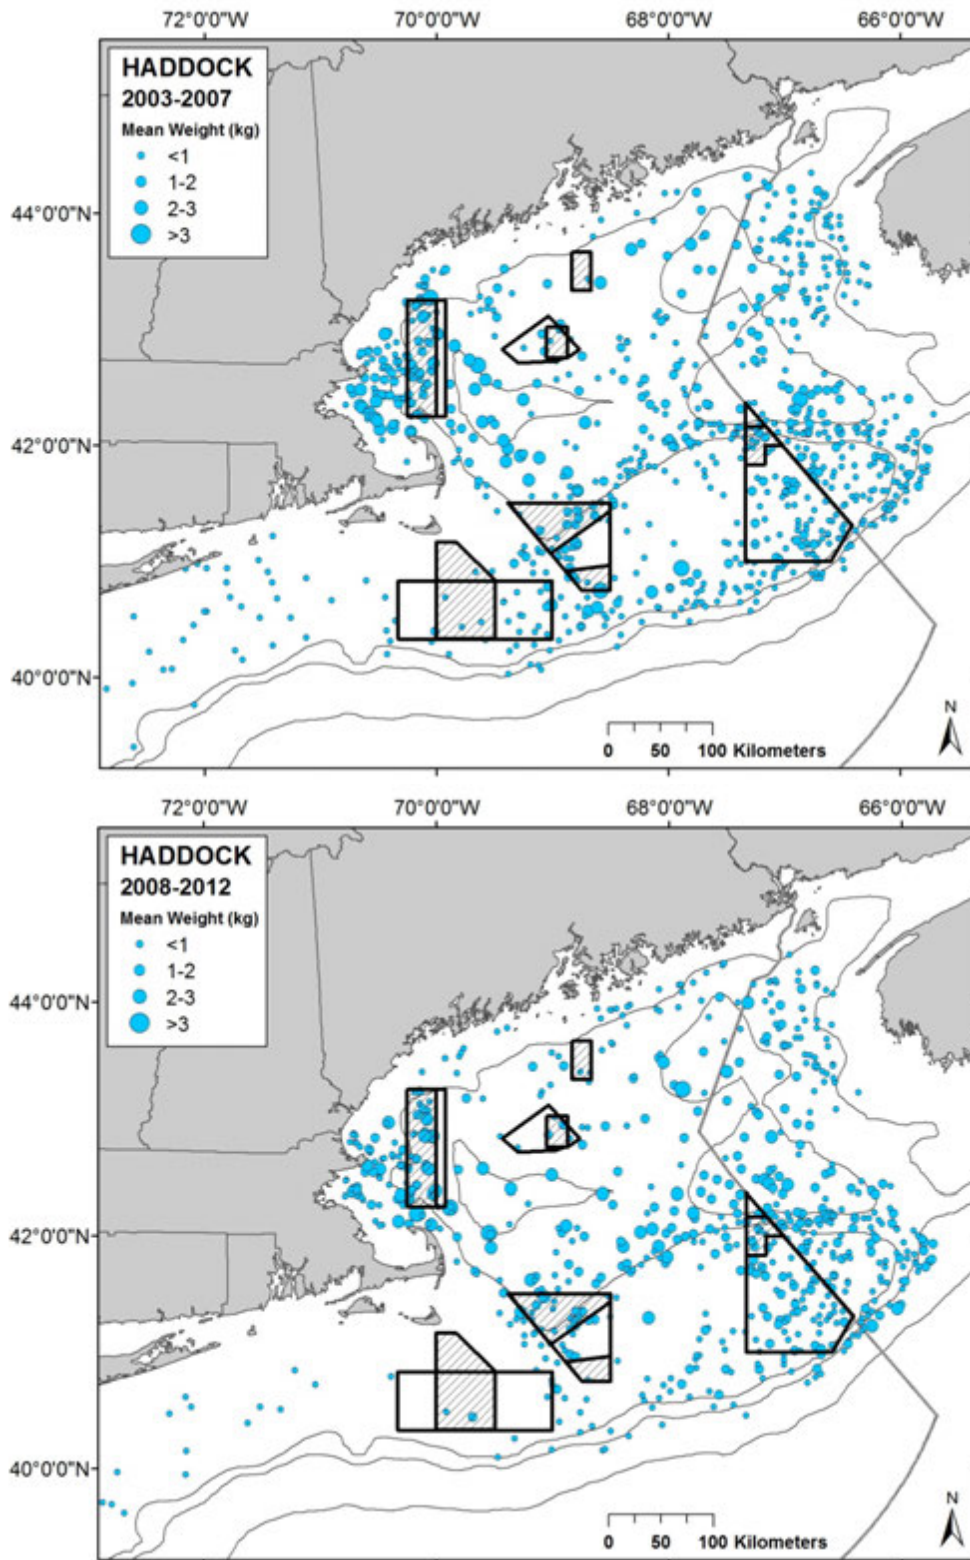 72°0'0"W 70°0'0"W 68°0'0"W 66°0'0"W
HADDOCK
2003-2007
Mean Weight (kg)
<1
1-2
2-3
>3
44°0'0"N
42°0'0"N
40°0'0"N
N
0 50 100 Kilometers
72°0'0"W 70°0'0"W 68°0'0"W 66°0'0"W
HADDOCK
2008-2012
Mean Weight (kg)
<1
1-2
2-3
>3
44°0'0"N
42°0'0"N
40°0'0"N
N
0 50 100 Kilometers